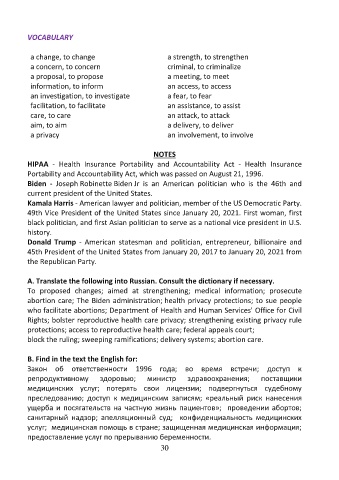 VOCABULARY
a change, to change a strength, to strengthen
a concern, to concern criminal, to criminalize
a proposal, to propose a meeting, to meet
information, to inform an access, to access
an investigation, to investigate a fear, to fear
facilitation, to facilitate an assistance, to assist
care, to care an attack, to attack
aim, to aim a delivery, to deliver
a privacy an involvement, to involve
NOTES
HIPAA - Health Insurance Portability and Accountability Act - Health Insurance
Portability and Accountability Act, which was passed on August 21, 1996.
Biden - Joseph Robinette Biden Jr is an American politician who is the 46th and
current president of the United States.
Kamala Harris - American lawyer and politician, member of the US Democratic Party.
49th Vice President of the United States since January 20, 2021. First woman, first
black politician, and first Asian politician to serve as a national vice president in U.S.
history.
Donald Trump - American statesman and politician, entrepreneur, billionaire and
45th President of the United States from January 20, 2017 to January 20, 2021 from
the Republican Party.
A. Translate the following into Russian. Consult the dictionary if necessary.
To proposed changes; aimed at strengthening; medical information; prosecute
abortion care; The Biden administration; health privacy protections; to sue people
who facilitate abortions; Department of Health and Human Services' Office for Civil
Rights; bolster reproductive health care privacy; strengthening existing privacy rule
protections; access to reproductive health care; federal appeals court;
block the ruling; sweeping ramifications; delivery systems; abortion care.
B. Find in the text the English for:
Закон об ответственности 1996 года; во время встречи; доступ к
репродуктивному здоровью; министр здравоохранения; поставщики
медицинских услуг; потерять свои лицензии; подвергнуться судебному
преследованию; доступ к медицинским записям; «реальный риск нанесения
ущерба и посягательств на частную жизнь пациентов»; проведении абортов;
санитарный надзор; апелляционный суд; конфиденциальность медицинских
услуг; медицинская помощь в стране; защищенная медицинская информация;
предоставление услуг по прерыванию беременности.
30